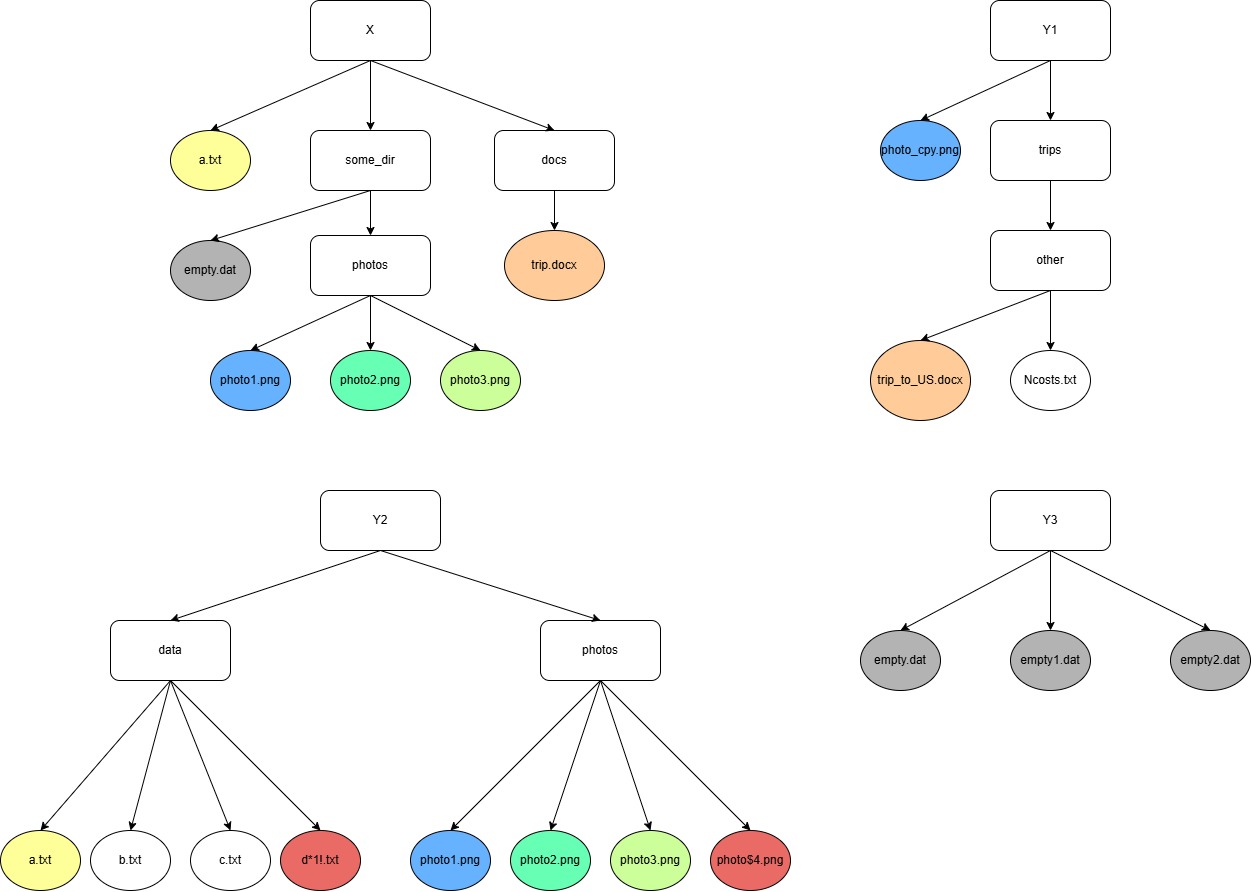 X
Y1
a.txt
some_dir
docs
photo_cpy.png
trips
empty.dat
photos
trip.docx
other
photo1.png
photo2.png
photo3.png
trip_to_US.docx
Ncosts.txt
Y2
Y3
data
photos
empty.dat
empty1.dat
empty2.dat
a.txt
b.txt
c.txt
d*1!.txt
photo1.png
photo2.png
photo3.png
photo$4.png